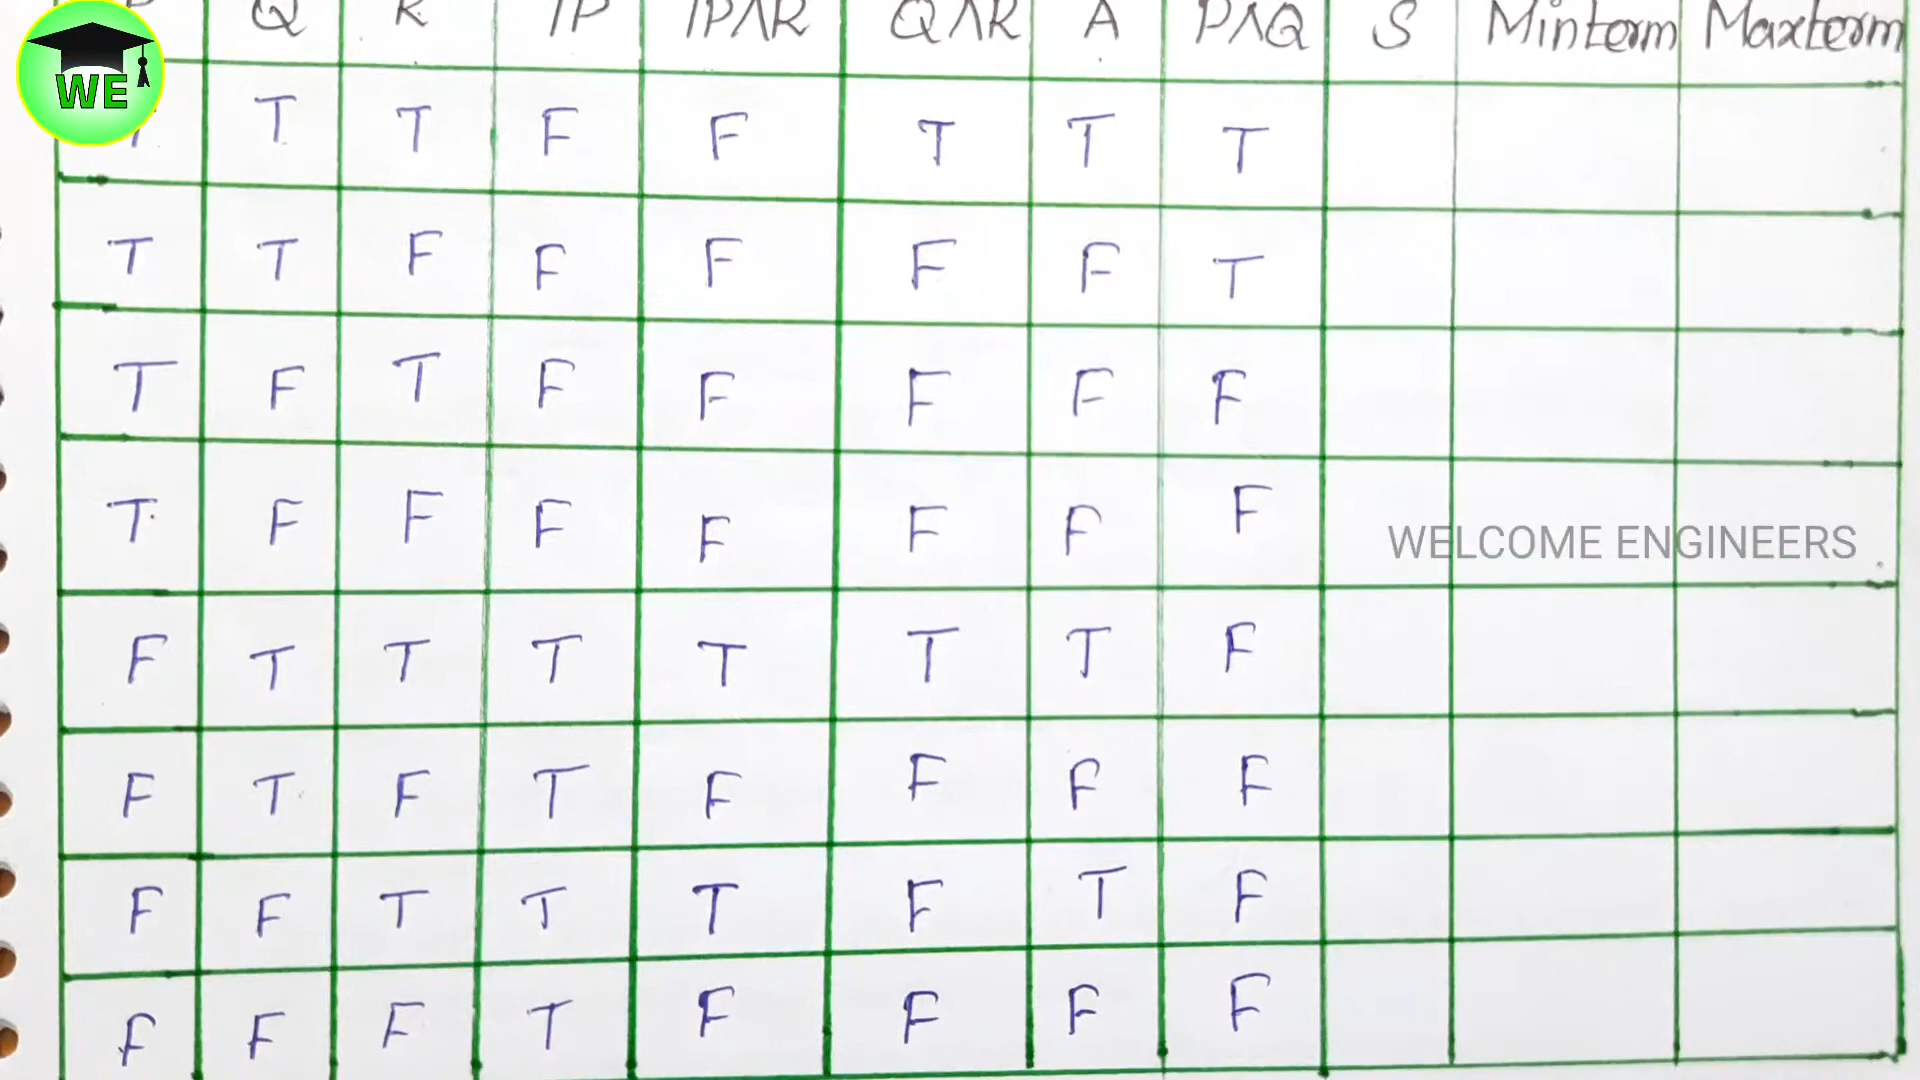 Q R ┐P ┐P∧R Q∧R A P∧Q S Minterm Maxterm
WE
T T F F T T T
T T F F F F F T
T F T F F F F F
T F F F F F F F
WELCOME ENGINEERS
F T T T T T T F
F T F T F F F F
F F T T T F T F
F F F T F F F F